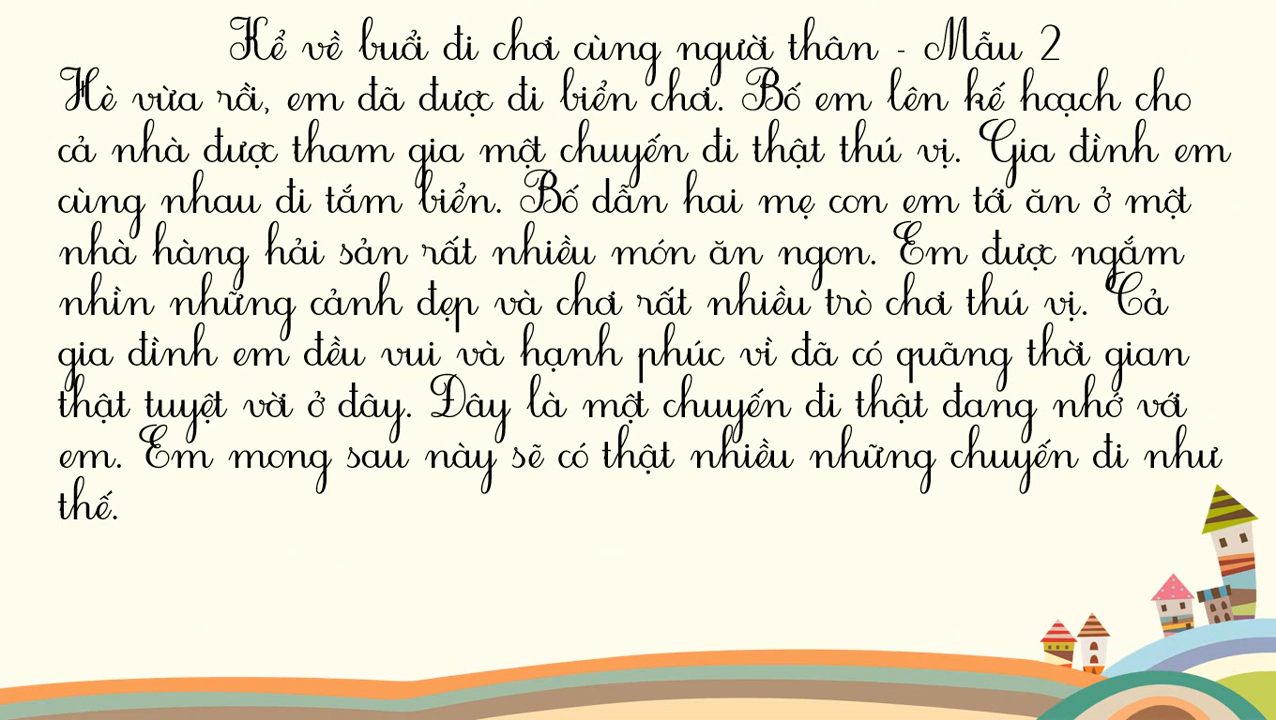 Kể về buổi đi chơi cùng người thân - Mẫu 2
Hè vừa rồi, em đã được đi biển chơi. Bố em lên kế hoạch cho
cả nhà được tham gia một chuyến đi thật thú vị. Gia đình em
cùng nhau đi tắm biển. Bố dẫn hai mẹ con em tới ăn ở một
nhà hàng hải sản rất nhiều món ăn ngon. Em được ngắm
nhìn những cảnh đẹp và chơi rất nhiều trò chơi thú vị. Cả
gia đình em đều vui và hạnh phúc vì đã có quãng thời gian
thật tuyệt vời ở đây. Đây là một chuyến đi thật đang nhớ với
em. Em mong sau này sẽ có thật nhiều những chuyến đi như
thế.